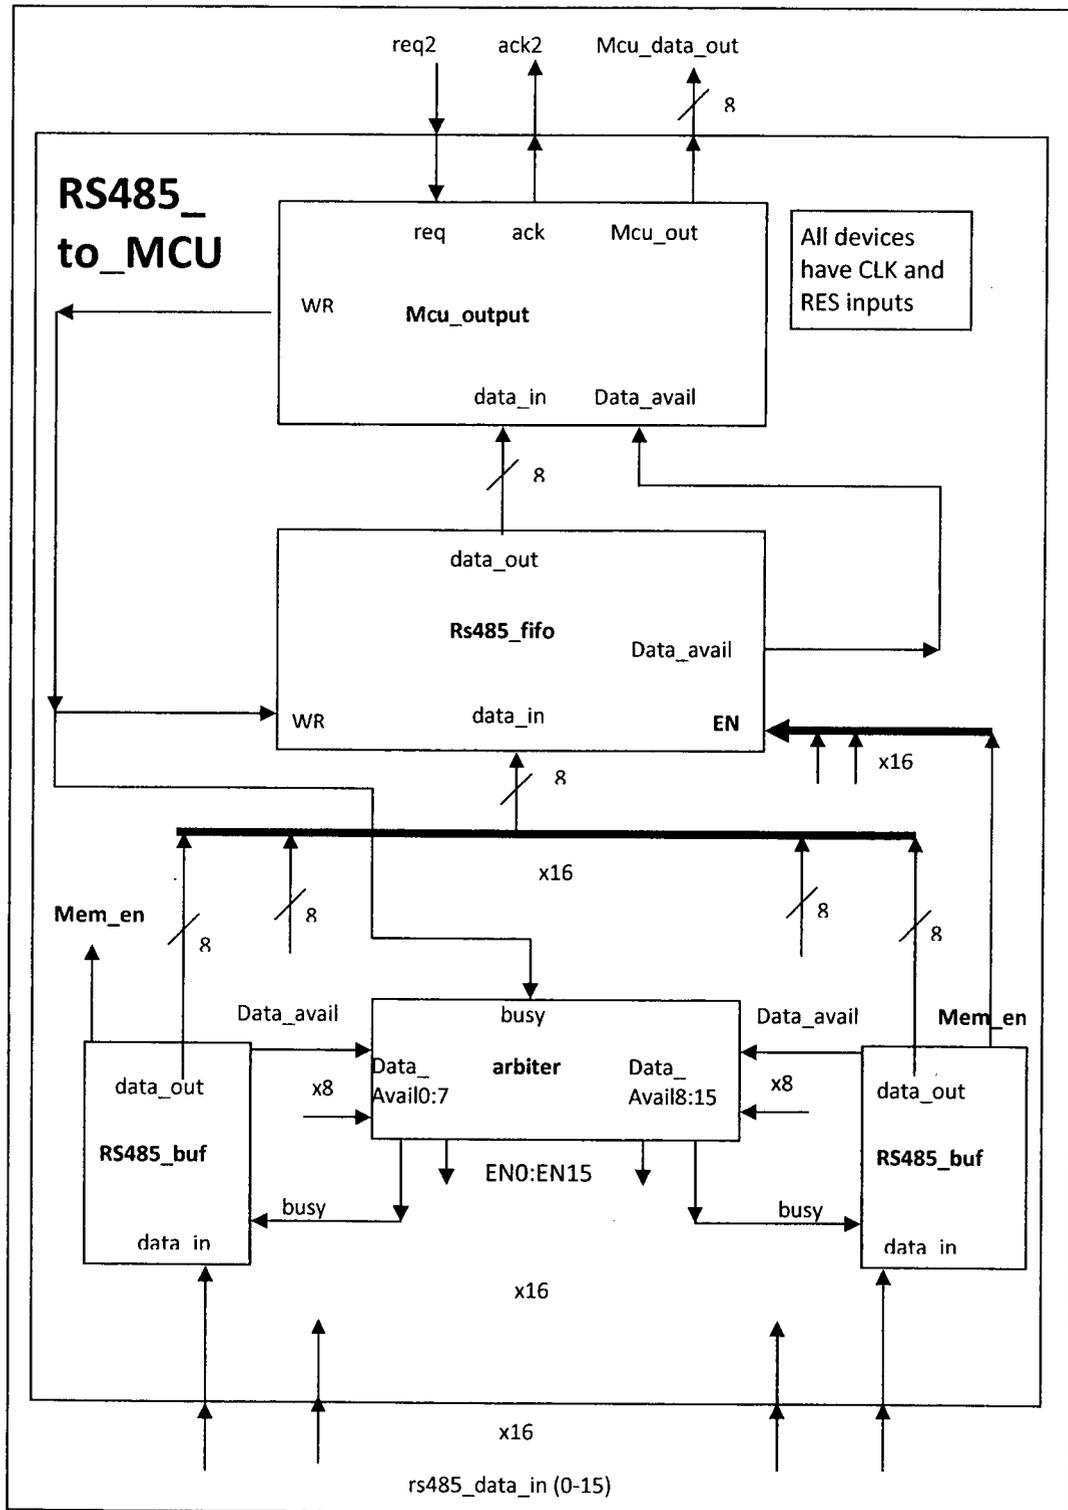 req2 ack2 Mcu_data_out
8
RS485_
to_MCU
req ack Mcu_out
All devices
have CLK and
RES inputs
WR
Mcu_output
data_in Data_avail
8
data_out
Rs485_fifo
Data_avail
WR data_in EN
x16
8
x16
Mem_en
8
8
8
8
Data_avail
busy
Data_avail
Mem_en
data_out
Data_
Avail0:7
arbiter
Data_
Avail8:15
data_out
x8
x8
RS485_buf
EN0:EN15
RS485_buf
busy
busy
data_in
data_in
x16
x16
rs485_data_in (0-15)